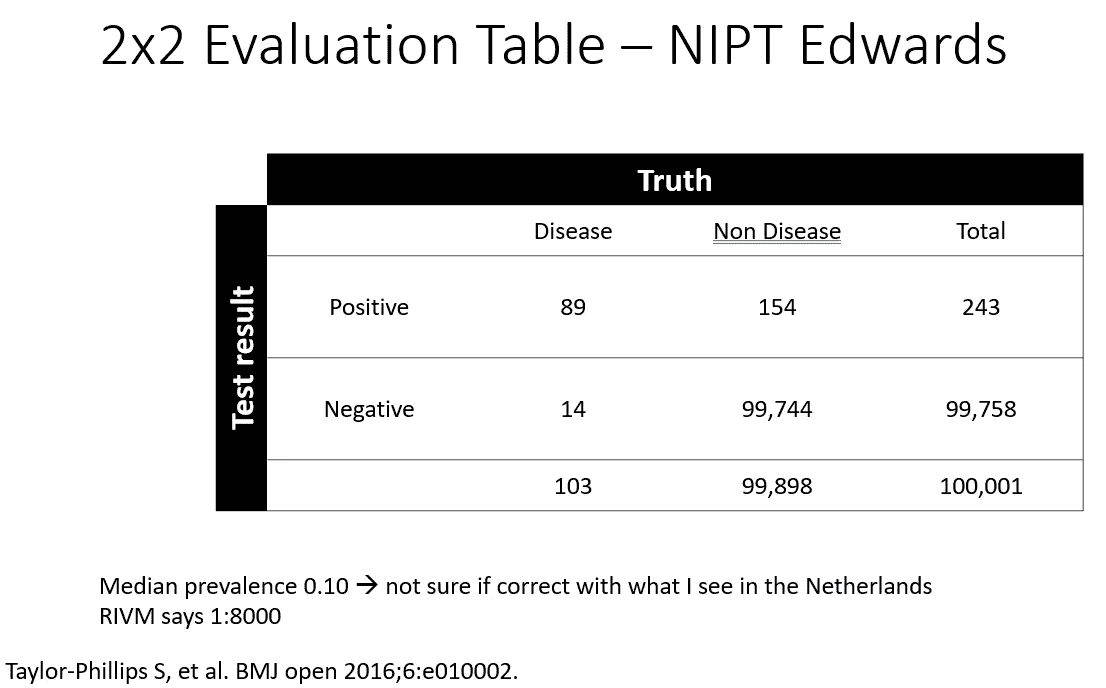 2x2 Evaluation Table – NIPT Edwards
Truth
Test result
Disease Non Disease Total
Positive 89 154 243
Negative 14 99,744 99,758
103 99,898 100,001
Median prevalence 0.10 → not sure if correct with what I see in the Netherlands
RIVM says 1:8000
Taylor-Phillips S, et al. BMJ open 2016;6:e010002.